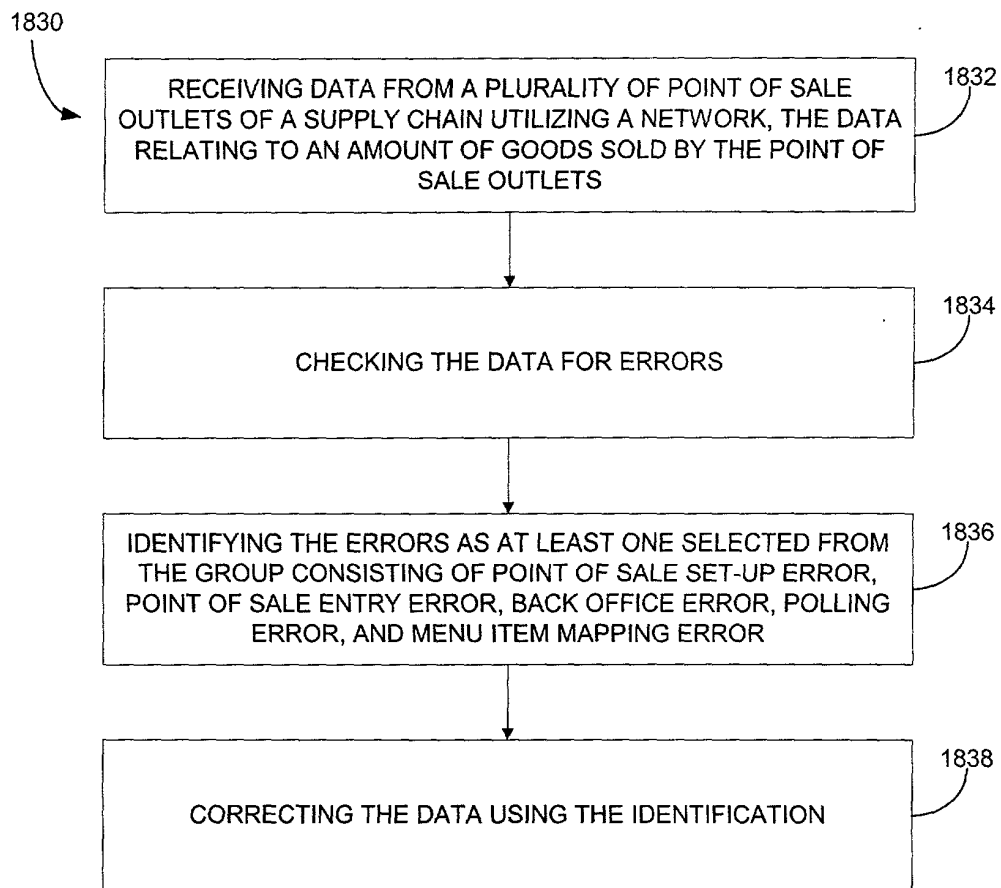 1830
1832
RECEIVING DATA FROM A PLURALITY OF POINT OF SALE
OUTLETS OF A SUPPLY CHAIN UTILIZING A NETWORK, THE DATA
RELATING TO AN AMOUNT OF GOODS SOLD BY THE POINT OF
SALE OUTLETS
1834
CHECKING THE DATA FOR ERRORS
1836
IDENTIFYING THE ERRORS AS AT LEAST ONE SELECTED FROM
THE GROUP CONSISTING OF POINT OF SALE SET-UP ERROR,
POINT OF SALE ENTRY ERROR, BACK OFFICE ERROR, POLLING
ERROR, AND MENU ITEM MAPPING ERROR
1838
CORRECTING THE DATA USING THE IDENTIFICATION